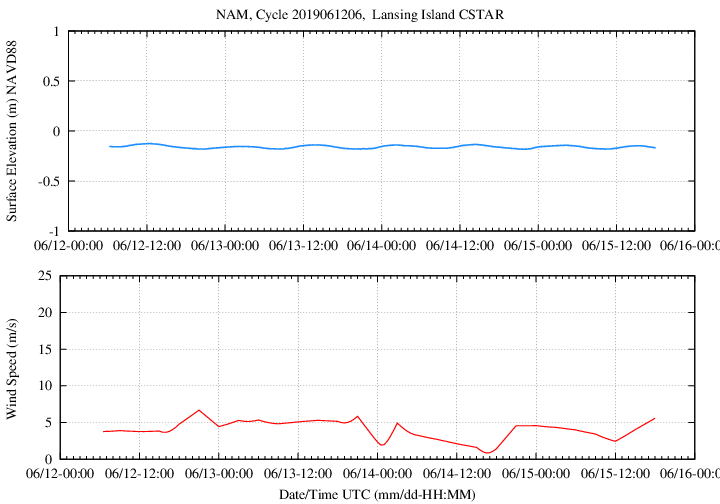 NAM, Cycle 2019061206,  Lansing Island CSTAR
Surface Elevation (m) NAVD88
1
0.5
0
-0.5
-1
06/12-00:00 06/12-12:00 06/13-00:00 06/13-12:00 06/14-00:00 06/14-12:00 06/15-00:00 06/15-12:00 06/16-00:0
Wind Speed (m/s)
25
20
15
10
5
0
06/12-00:00 06/12-12:00 06/13-00:00 06/13-12:00 06/14-00:00 06/14-12:00 06/15-00:00 06/15-12:00 06/16-00:0
Date/Time UTC (mm/dd-HH:MM)